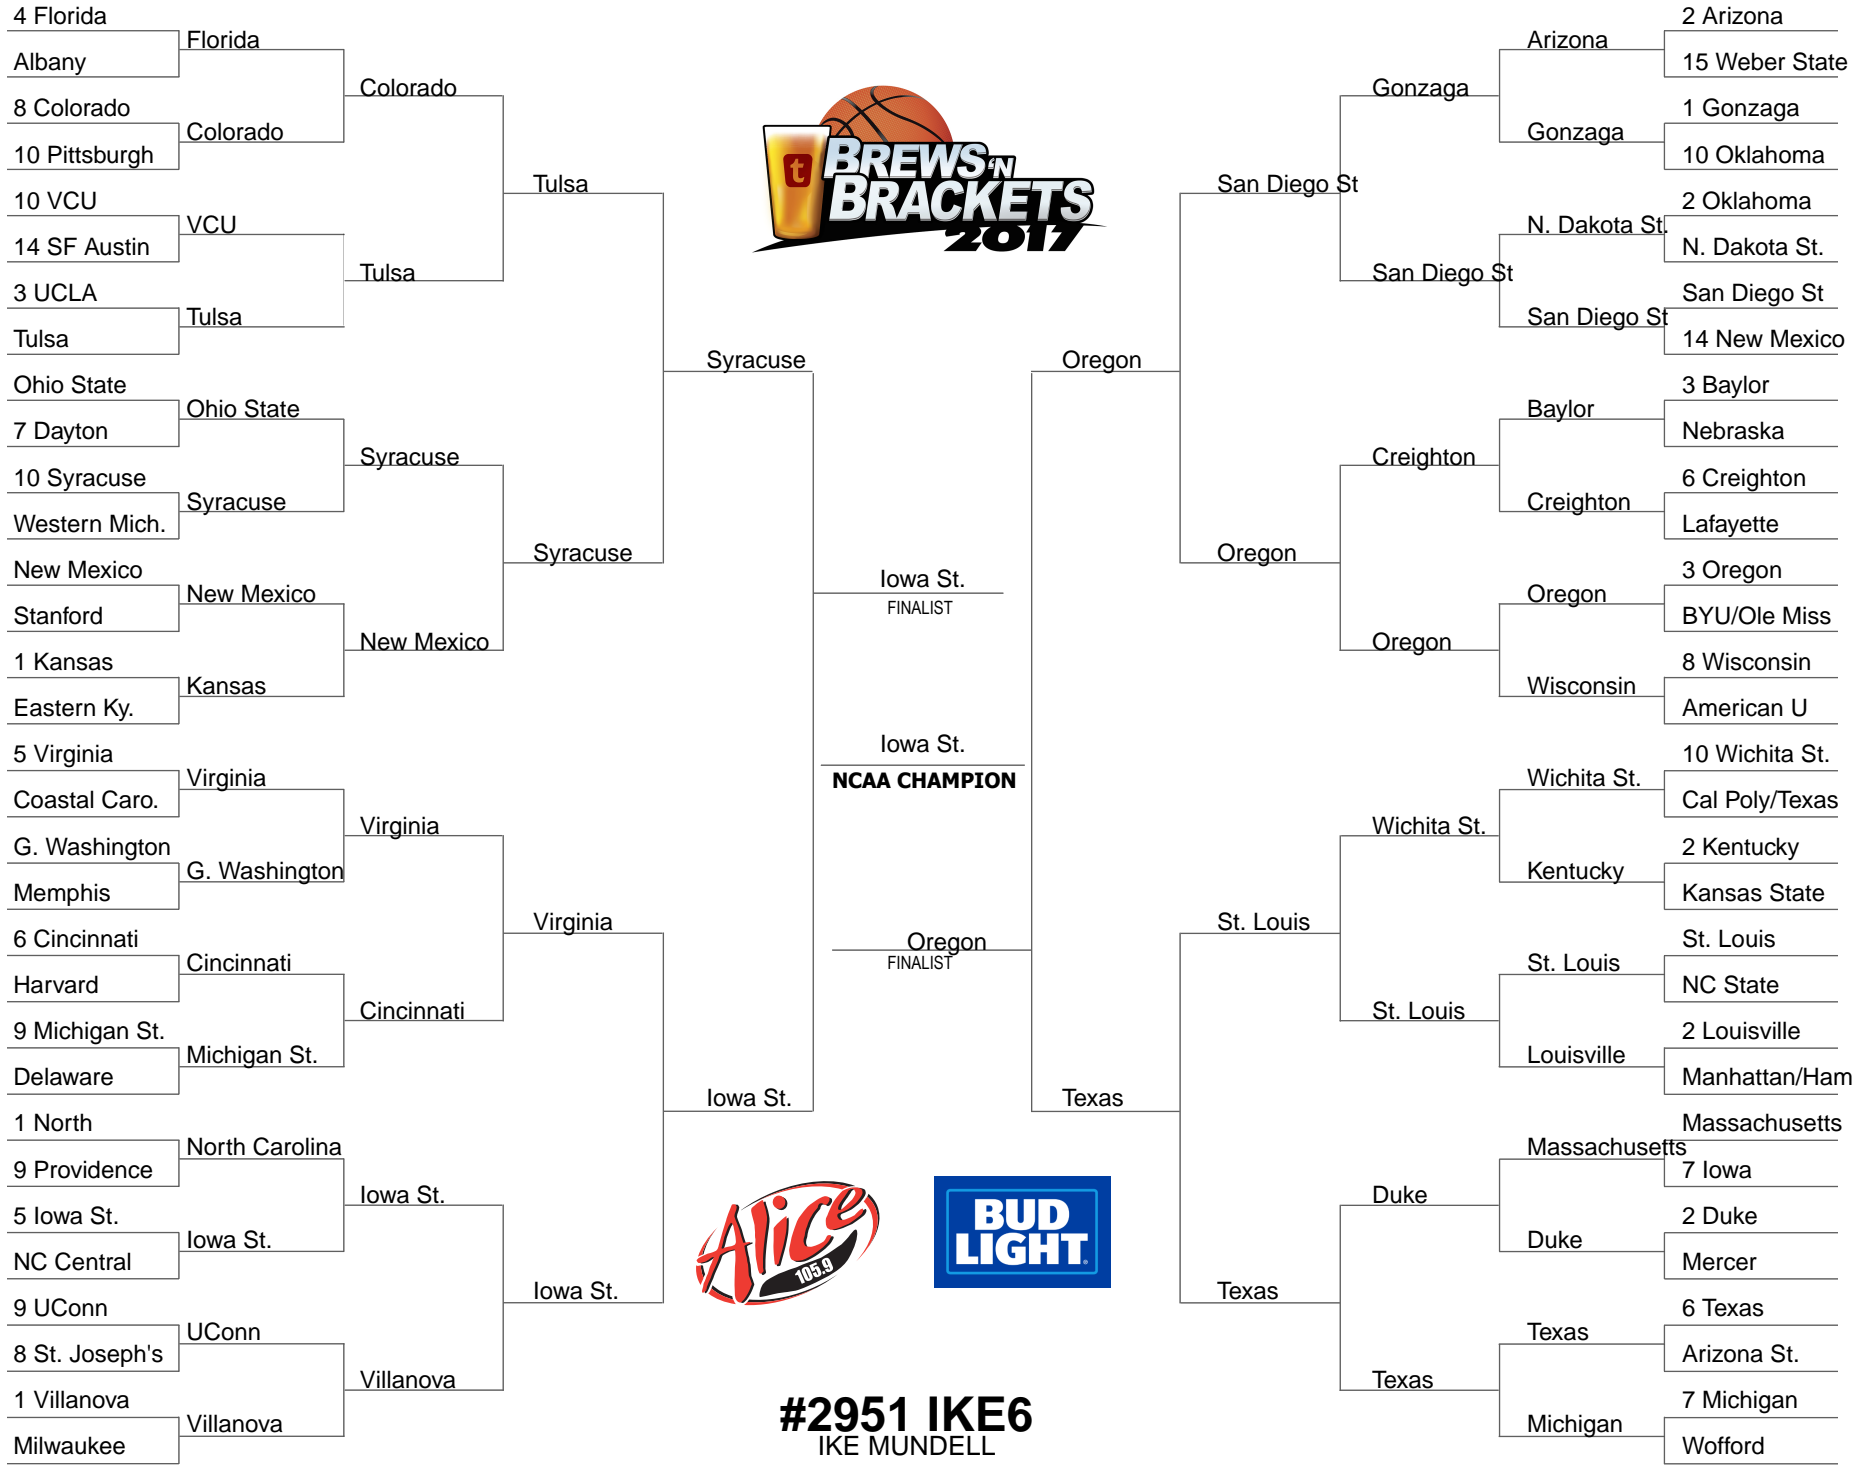 4 Florida
Albany
8 Colorado
10 Pittsburgh
10 VCU
14 SF Austin
3 UCLA
Tulsa
Ohio State
7 Dayton
10 Syracuse
Western Mich.
New Mexico
Stanford
1 Kansas
Eastern Ky.
5 Virginia
Coastal Caro.
G. Washington
Memphis
6 Cincinnati
Harvard
9 Michigan St.
Delaware
1 North
9 Providence
5 Iowa St.
NC Central
9 UConn
8 St. Joseph's
1 Villanova
Milwaukee
Florida
Colorado
VCU
Tulsa
Ohio State
Syracuse
New Mexico
Kansas
Virginia
G. Washington
Cincinnati
Michigan St.
North Carolina
Iowa St.
UConn
Villanova
Colorado
Tulsa
Syracuse
New Mexico
Virginia
Cincinnati
Iowa St.
Villanova
Tulsa
Syracuse
Virginia
Iowa St.
Syracuse
Iowa St.
t
BREWS 'N
BRACKETS
2017
Iowa St.
FINALIST
Iowa St.
NCAA CHAMPION
Oregon
FINALIST
Alice
105.9
BUD
LIGHT
#2951 IKE6
IKE MUNDELL
Oregon
Texas
San Diego St
Oregon
St. Louis
Texas
Gonzaga
San Diego St
Creighton
Oregon
Wichita St.
St. Louis
Duke
Texas
Arizona
Gonzaga
N. Dakota St.
San Diego St
Baylor
Creighton
Oregon
Wisconsin
Wichita St.
Kentucky
St. Louis
Louisville
Massachusetts
Duke
Texas
Michigan
2 Arizona
15 Weber State
1 Gonzaga
10 Oklahoma
2 Oklahoma
N. Dakota St.
San Diego St
14 New Mexico
3 Baylor
Nebraska
6 Creighton
Lafayette
3 Oregon
BYU/Ole Miss
8 Wisconsin
American U
10 Wichita St.
Cal Poly/Texas
2 Kentucky
Kansas State
St. Louis
NC State
2 Louisville
Manhattan/Ham
Massachusetts
7 Iowa
2 Duke
Mercer
6 Texas
Arizona St.
7 Michigan
Wofford